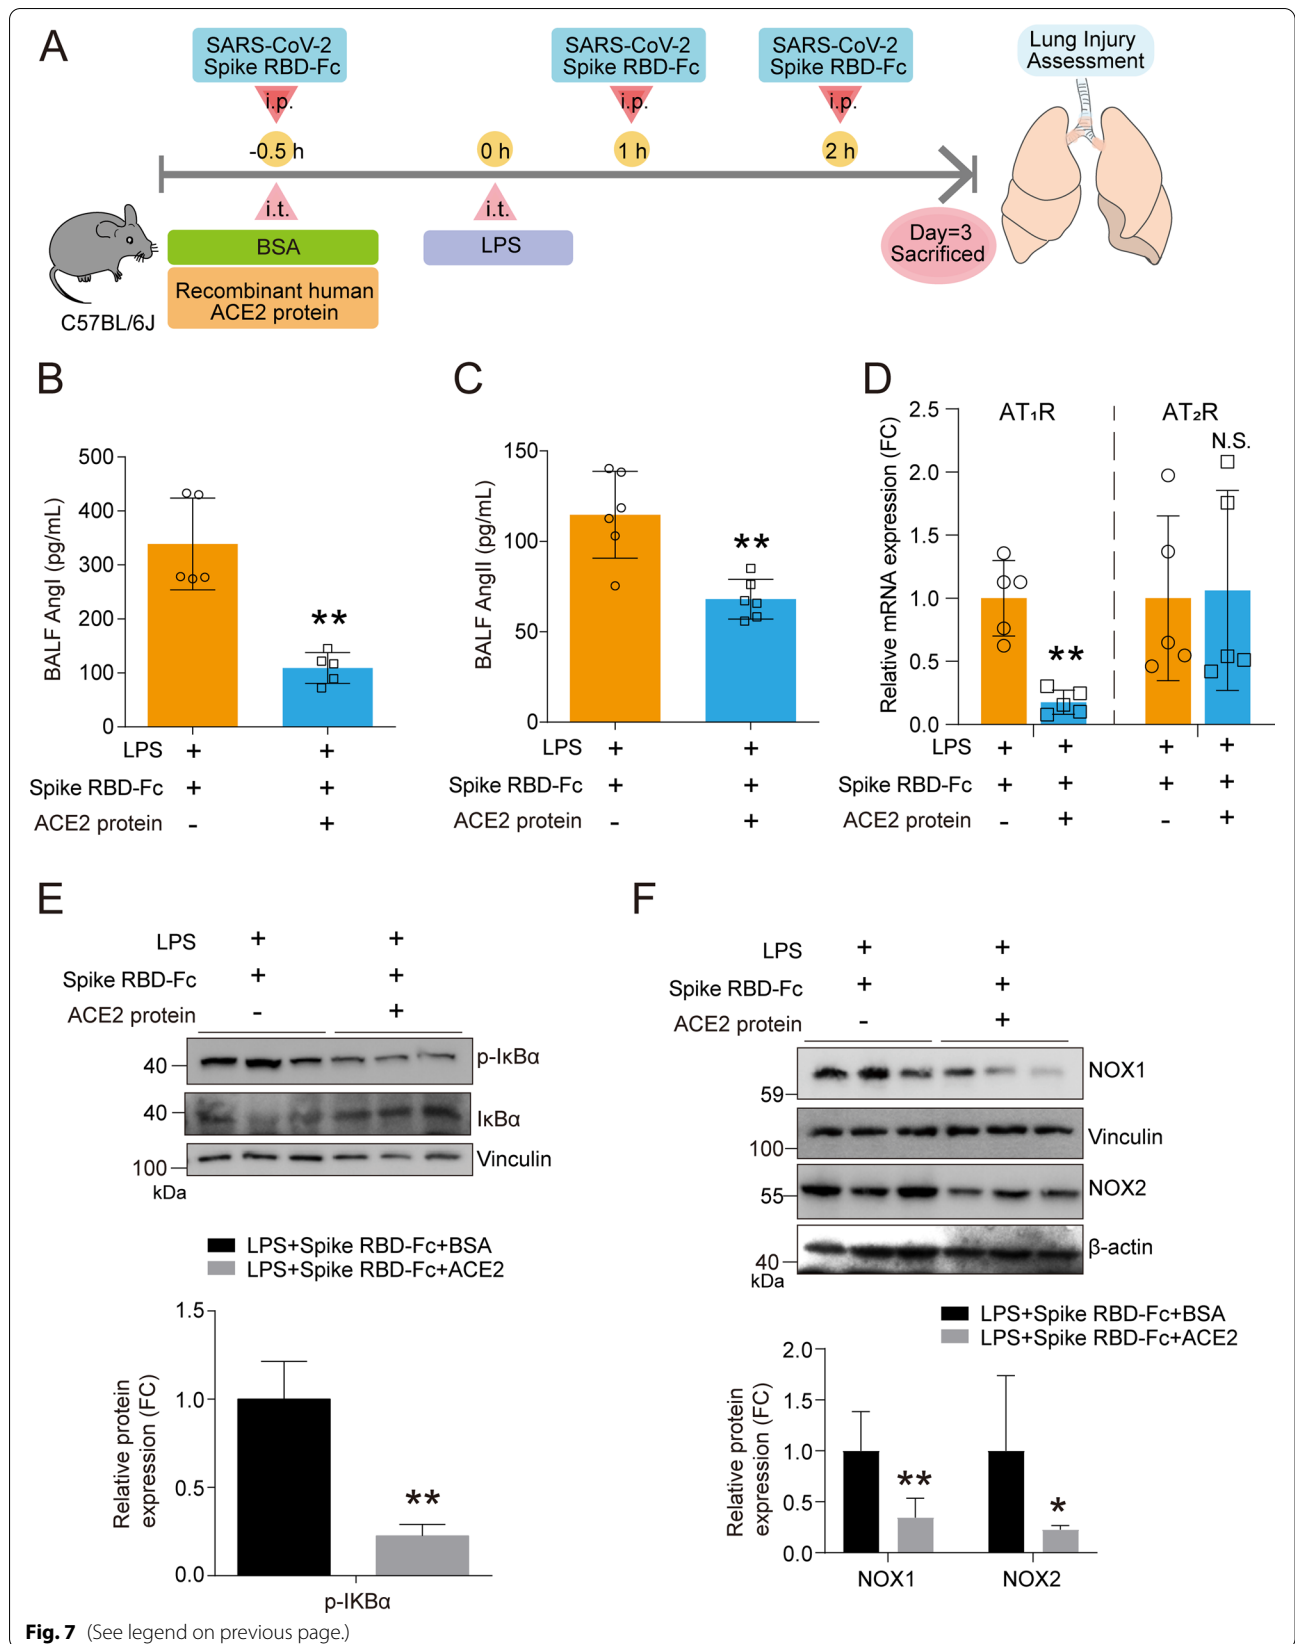 A
SARS-CoV-2
Spike RBD-Fc
SARS-CoV-2
Spike RBD-Fc
SARS-CoV-2
Spike RBD-Fc
Lung Injury
Assessment
i.p.
i.p.
i.p.
-0.5 h
0 h
1 h
2 h
i.t.
i.t.
BSA
LPS
Recombinant human
ACE2 protein
C57BL/6J
Day=3
Sacrificed
B
BALF AngI (pg/mL)
500
400
300
200
100
0
**
LPS + +
Spike RBD-Fc + +
ACE2 protein - +
C
BALF AngII (pg/mL)
150
100
50
0
**
LPS + +
Spike RBD-Fc + +
ACE2 protein - +
D
Relative mRNA expression (FC)
2.5
2.0
1.5
1.0
0.5
0.0
AT₁R
AT₂R
N.S.
**
LPS + + + +
Spike RBD-Fc + + + +
ACE2 protein - + - +
E
LPS + +
Spike RBD-Fc + +
ACE2 protein - +
40
p-IκBα
40
IκBα
100
Vinculin
kDa
LPS+Spike RBD-Fc+BSA
LPS+Spike RBD-Fc+ACE2
Relative protein
expression (FC)
1.5
1.0
0.5
0.0
**
p-IKBα
F
LPS + +
Spike RBD-Fc + +
ACE2 protein - +
59
NOX1
100
Vinculin
55
NOX2
40
β-actin
kDa
LPS+Spike RBD-Fc+BSA
LPS+Spike RBD-Fc+ACE2
Relative protein
expression (FC)
2.0
1.5
1.0
0.5
0.0
**
*
NOX1
NOX2
Fig. 7 (See legend on previous page.)